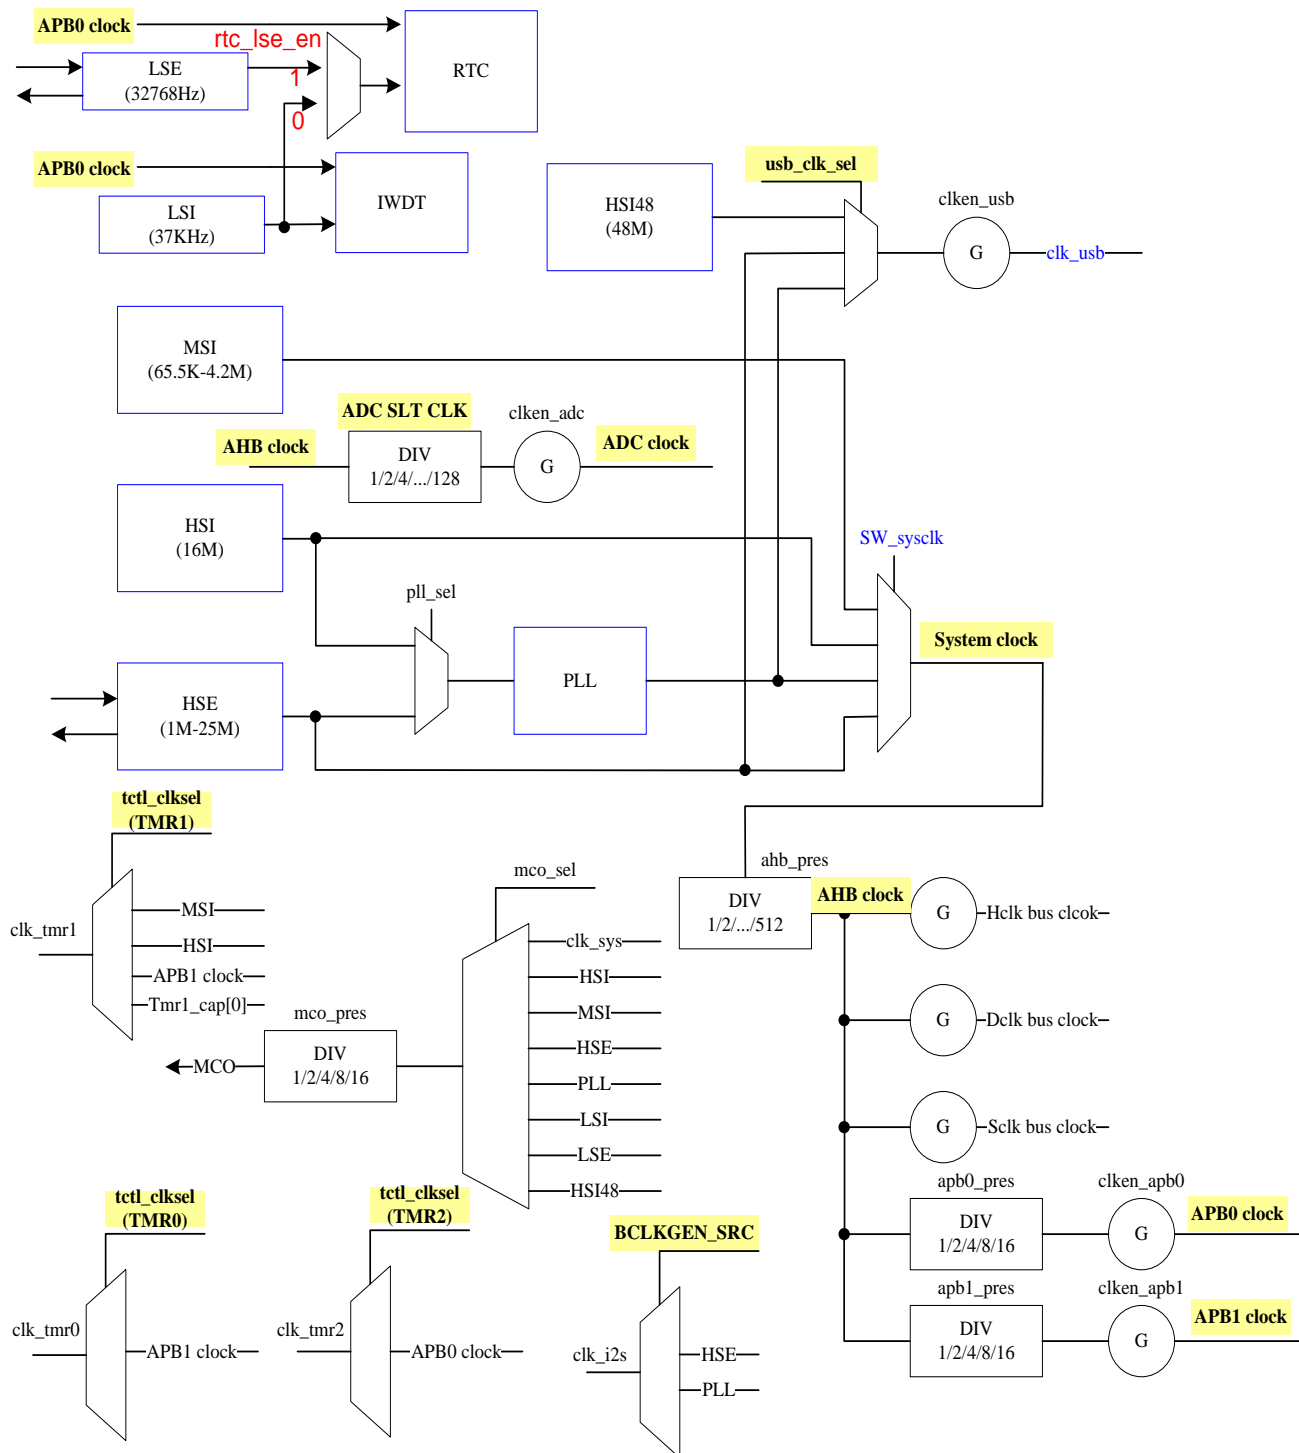 APB0 clock
rtc_lse_en
LSE
(32768Hz)
1
0
RTC
APB0 clock
IWDT
LSI
(37KHz)
usb_clk_sel
HSI48
(48M)
clken_usb
G
clk_usb
MSI
(65.5K-4.2M)
ADC SLT CLK
clken_adc
AHB clock
DIV
1/2/4/.../128
G
ADC clock
HSI
(16M)
SW_sysclk
pll_sel
System clock
HSE
(1M-25M)
PLL
tctl_clksel
(TMR1)
clk_tmr1
MSI
HSI
APB1 clock
Tmr1_cap[0]
mco_sel
clk_sys
HSI
MSI
HSE
PLL
LSI
LSE
HSI48
mco_pres
DIV
1/2/4/8/16
MCO
ahb_pres
DIV
1/2/.../512
AHB clock
G
Hclk bus clcok
G
Dclk bus clock
G
Sclk bus clock
apb0_pres
DIV
1/2/4/8/16
clken_apb0
G
APB0 clock
apb1_pres
DIV
1/2/4/8/16
clken_apb1
G
APB1 clock
tctl_clksel
(TMR0)
clk_tmr0
APB1 clock
tctl_clksel
(TMR2)
clk_tmr2
APB0 clock
BCLKGEN_SRC
clk_i2s
HSE
PLL